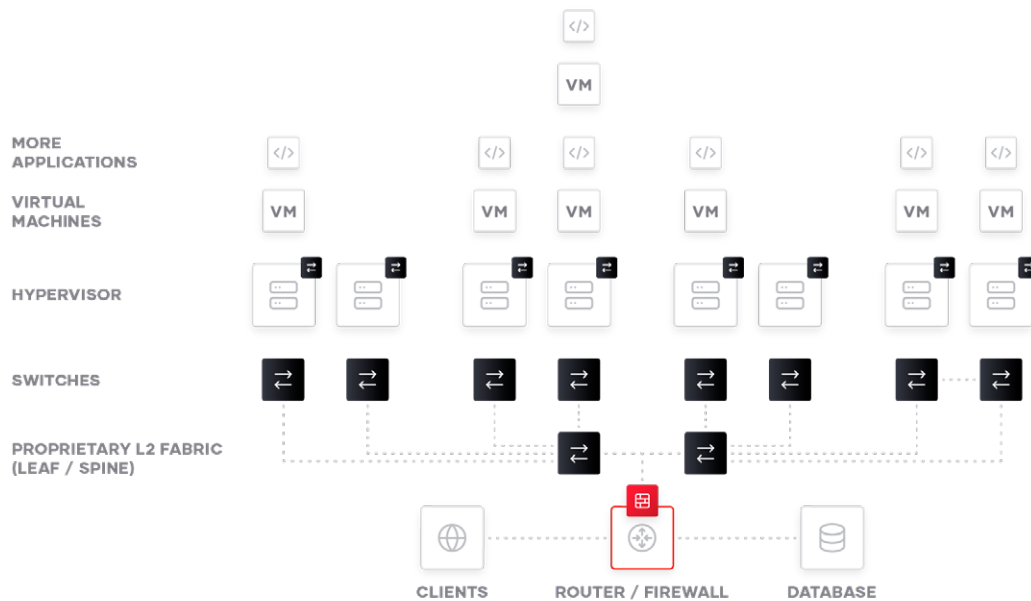 </>
VM
MORE
APPLICATIONS
</> </> </> </> </> </>
VIRTUAL
MACHINES
VM VM VM VM VM VM
HYPERVISOR
SWITCHES
PROPRIETARY L2 FABRIC
(LEAF / SPINE)
CLIENTS ROUTER / FIREWALL DATABASE